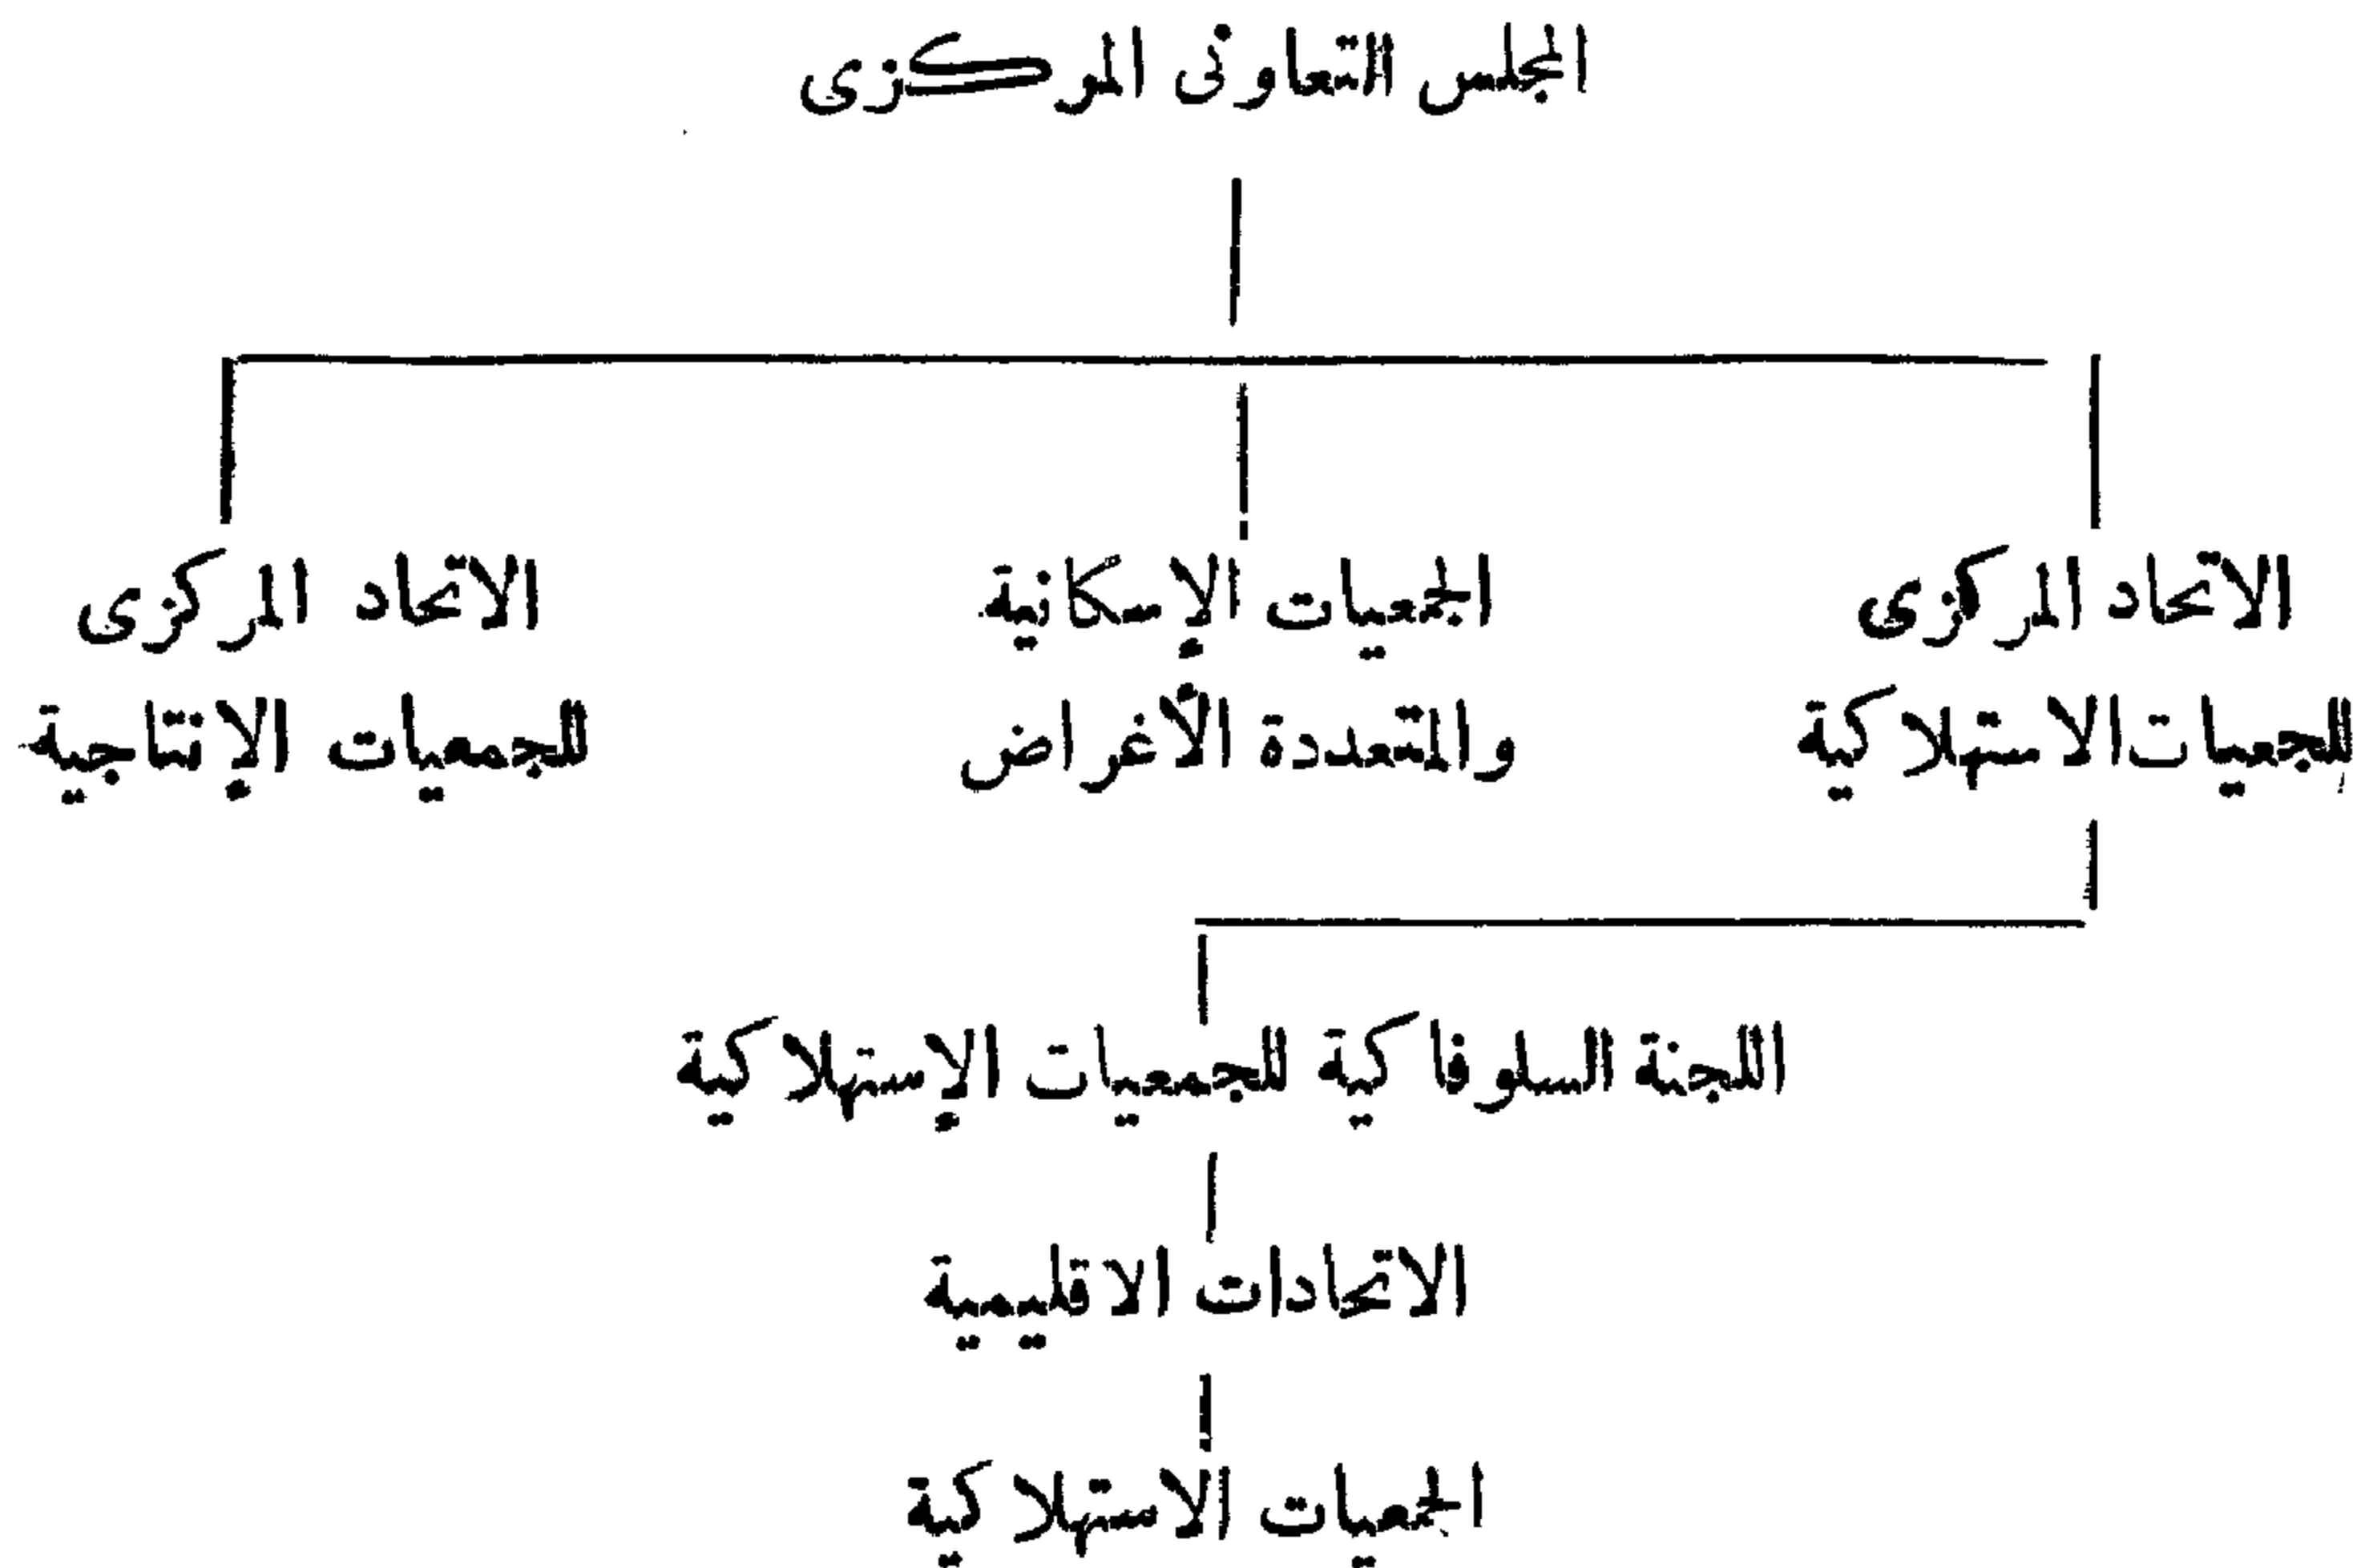 المجلس التعاونى المركزى
الاتحاد المركزى
للجمعيات الاستهلاكية
الجمعيات الإسكانية
والمتعددة الأغراض
الاتحاد المركزى
للجمعيات الإنتاجية
اللجنة السلوفاكية للجمعيات الإستهلاكية
الاتحادات الاقليمية
الجمعيات الاستهلاكية